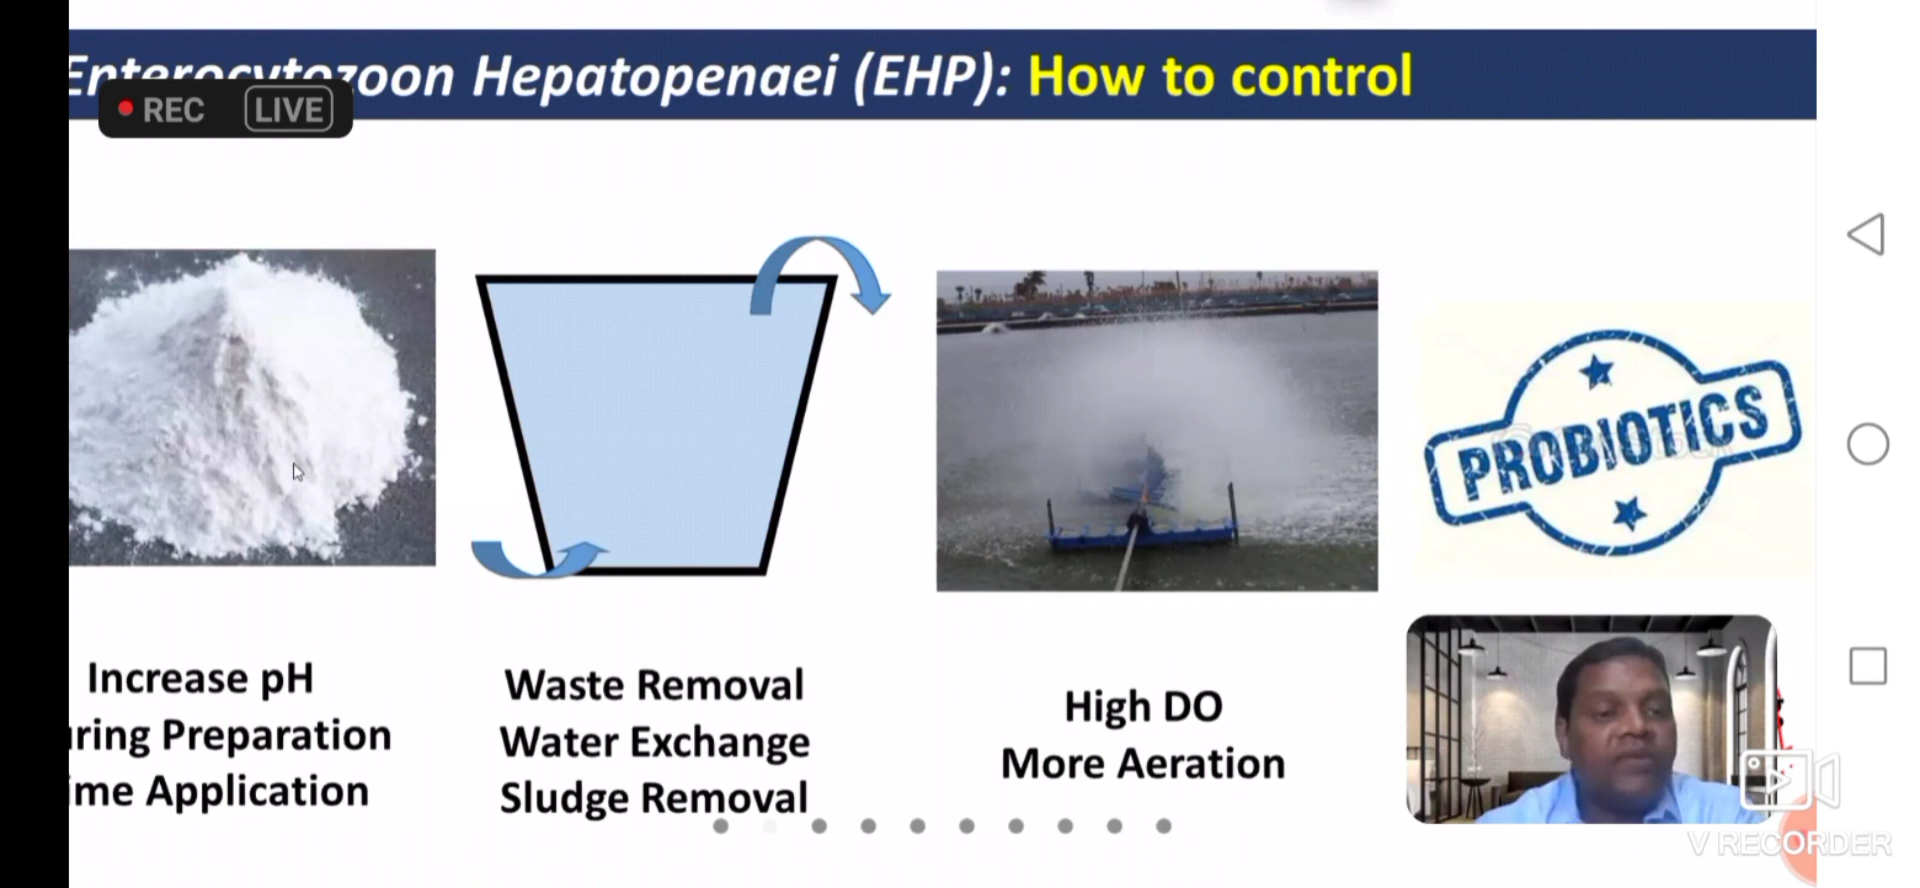 Enterocytozoon Hepatopenaei (EHP): How to control
REC LIVE
PROBIOTICS
Increase pH
uring Preparation
ime Application
Waste Removal
Water Exchange
Sludge Removal
High DO
More Aeration
V RECORDER